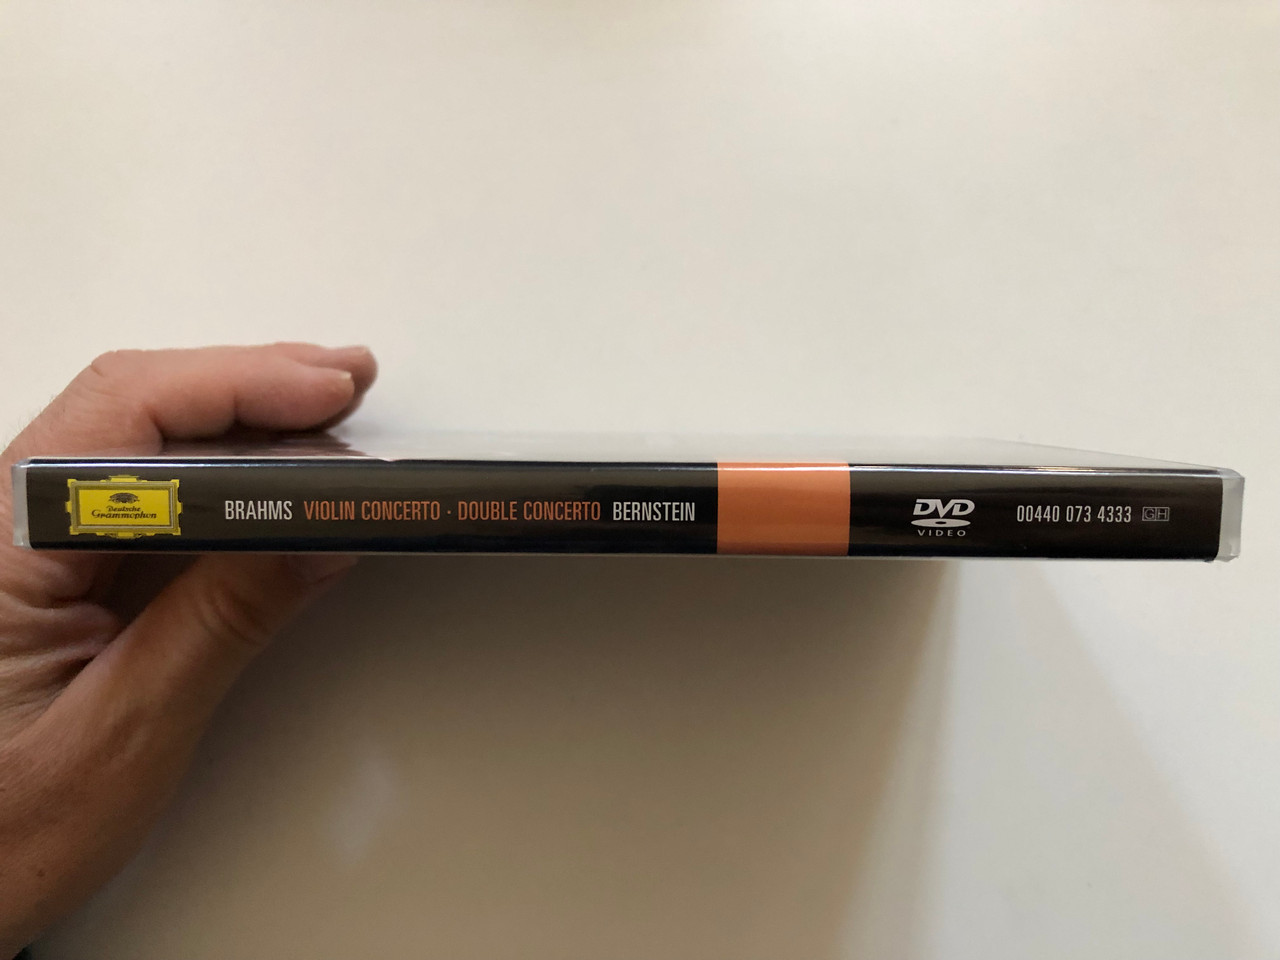 Deutsche
Grammophon
BRAHMS VIOLIN CONCERTO · DOUBLE CONCERTO BERNSTEIN
DVD
VIDEO
00440 073 4333 GH